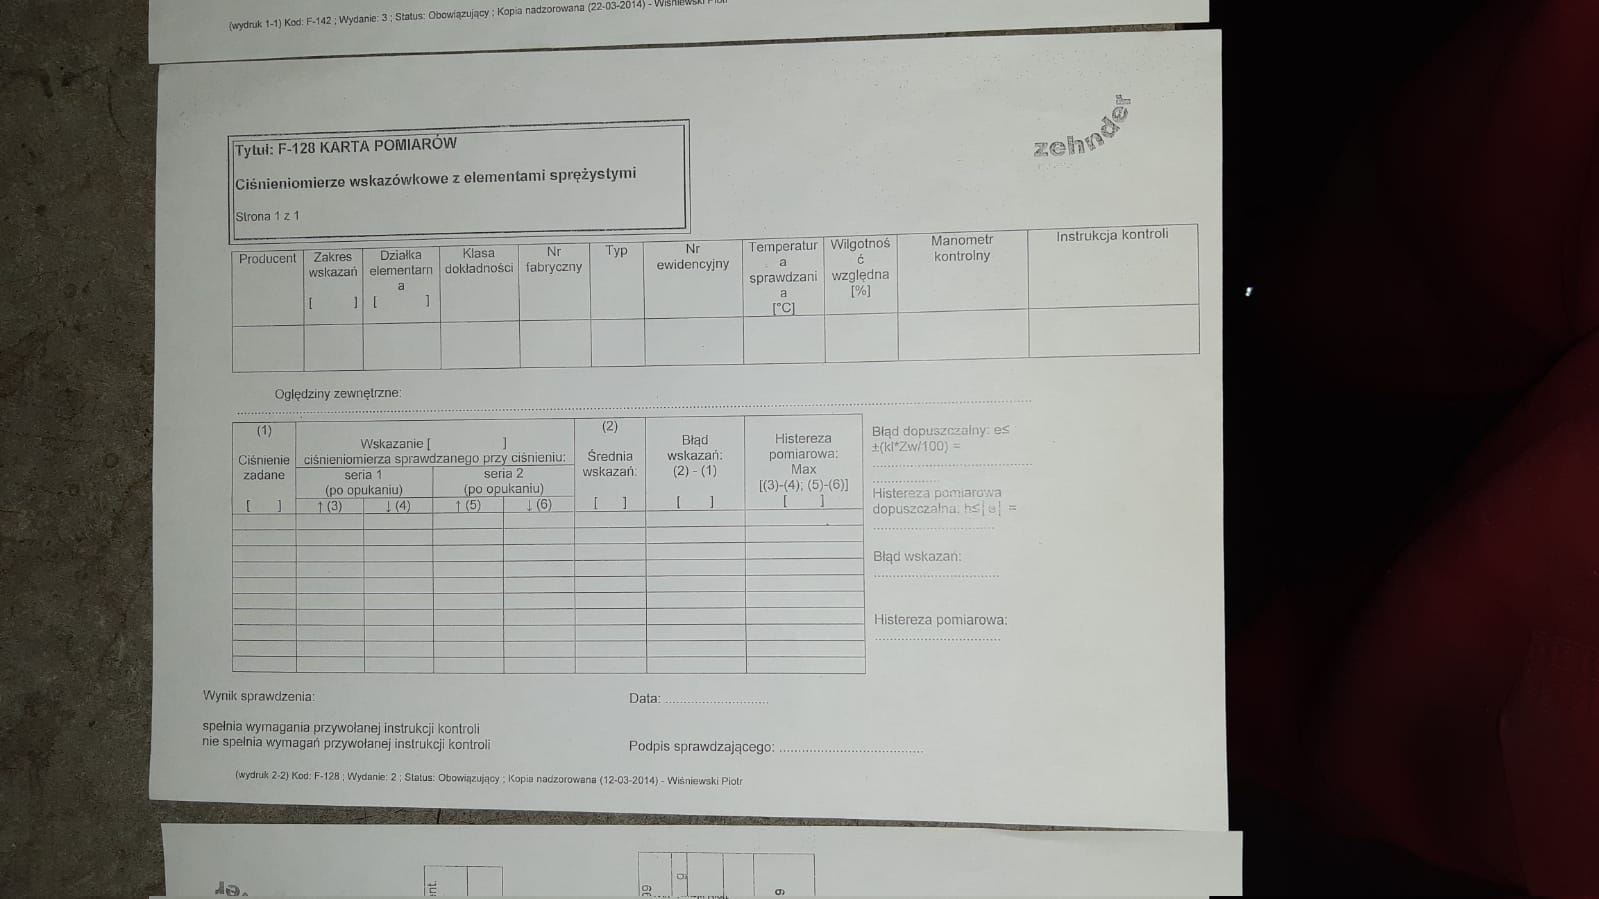 (wydruk 1-1) Kod: F-142 ; Wydanie: 3 ; Status: Obowiązujący ; Kopia nadzorowana (22-03-2014) - Wiśniewski Piotr
zehnder
Tytuł: F-128 KARTA POMIARÓW
Ciśnieniomierze wskazówkowe z elementami sprężystymi
Strona 1 z 1
Producent
Zakres
wskazań
[ ]
Działka
elementarn
a
[ ]
Klasa
dokładności
Nr
fabryczny
Typ
Nr
ewidencyjny
Temperatur
a
sprawdzani
a
[°C]
Wilgotnoś
ć
względna
[%]
Manometr
kontrolny
Instrukcja kontroli
Oględziny zewnętrzne:
(1)
Ciśnienie
zadane
[ ]
Wskazanie [ ]
ciśnieniomierza sprawdzanego przy ciśnieniu:
seria 1
(po opukaniu)
seria 2
(po opukaniu)
↑ (3)
↓ (4)
↑ (5)
↓ (6)
(2)
Średnia
wskazań:
[ ]
Błąd
wskazań:
(2) - (1)
[ ]
Histereza
pomiarowa:
Max
[(3)-(4); (5)-(6)]
[ ]
Błąd dopuszczalny: e≤
±(kl*Zw/100) =
Histereza pomiarowa
dopuszczalna: h≤|e| =
Błąd wskazań:
Histereza pomiarowa:
Wynik sprawdzenia:
Data:
spełnia wymagania przywołanej instrukcji kontroli
nie spełnia wymagań przywołanej instrukcji kontroli
Podpis sprawdzającego:
(wydruk 2-2) Kod: F-128 ; Wydanie: 2 ; Status: Obowiązujący ; Kopia nadzorowana (12-03-2014) - Wiśniewski Piotr